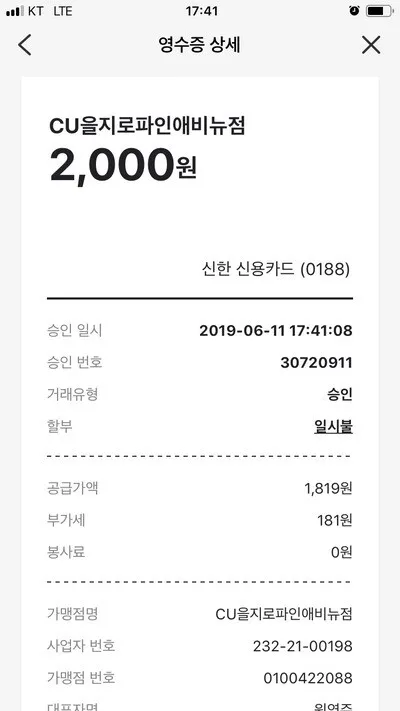 KT LTE 17:41
영수증 상세
CU을지로파인애비뉴점
2,000원
신한 신용카드 (0188)
승인 일시 2019-06-11 17:41:08
승인 번호 30720911
거래유형 승인
할부 일시불
공급가액 1,819원
부가세 181원
봉사료 0원
가맹점명 CU을지로파인애비뉴점
사업자 번호 232-21-00198
가맹점 번호 0100422088
대표자명